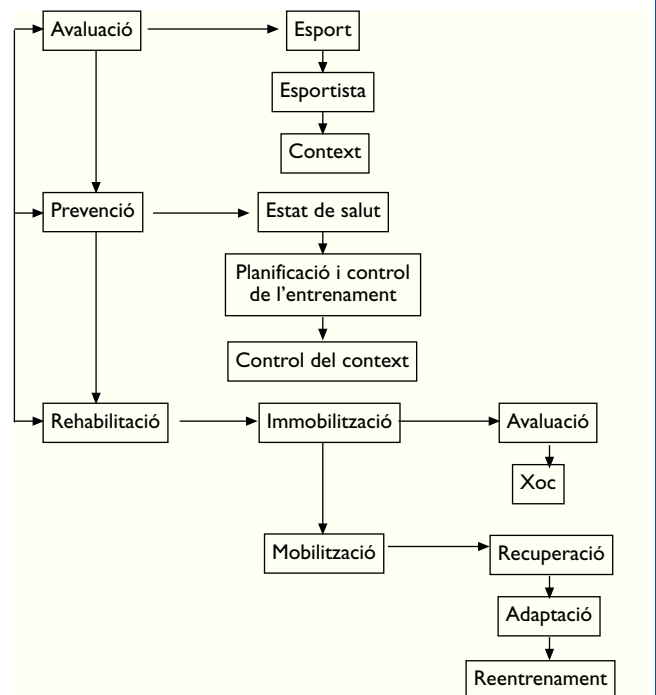 Avaluació
Esport
Esportista
Context
Prevenció
Estat de salut
Planificació i control
de l'entrenament
Control del context
Rehabilitació
Immobilització
Avaluació
Xoc
Mobilització
Recuperació
Adaptació
Reentrenament